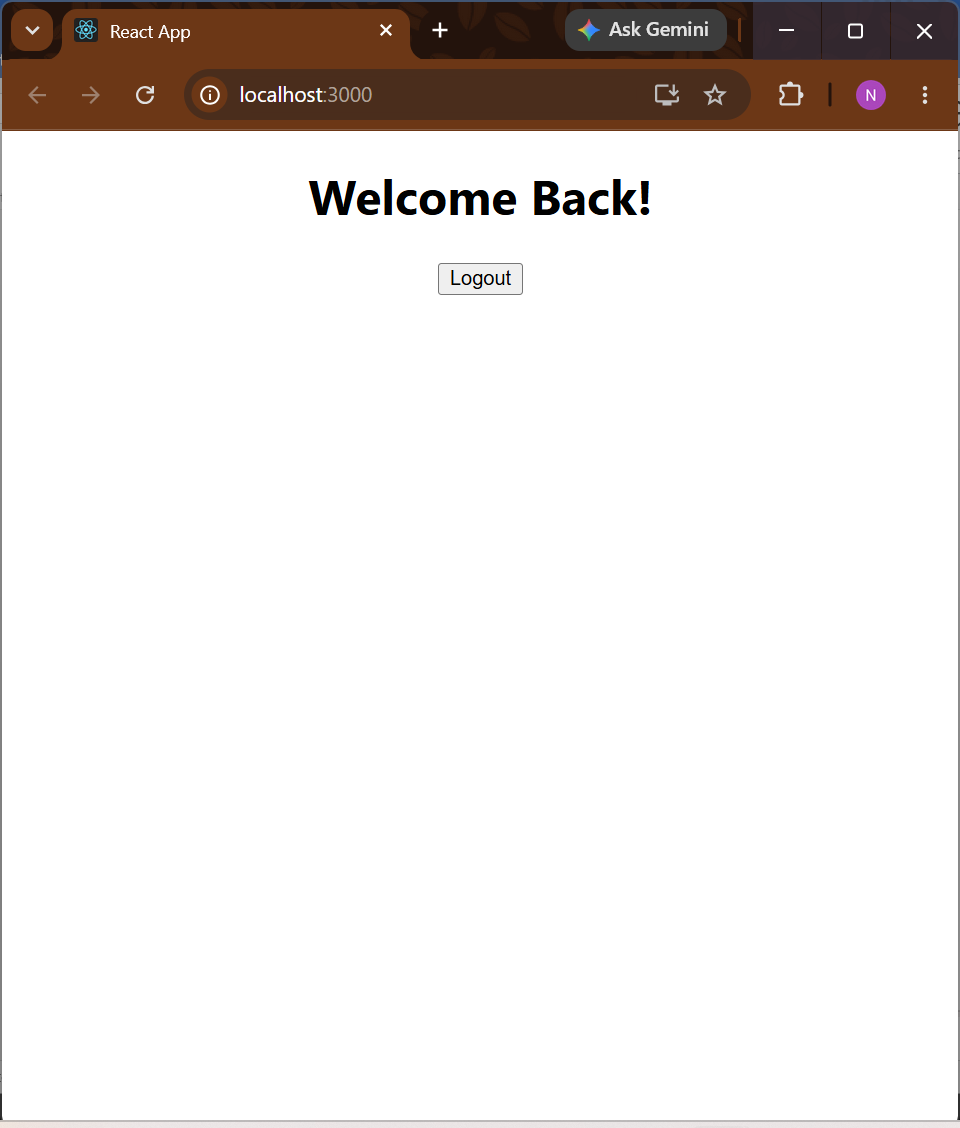 React App
Ask Gemini
localhost:3000
N
Welcome Back!
Logout